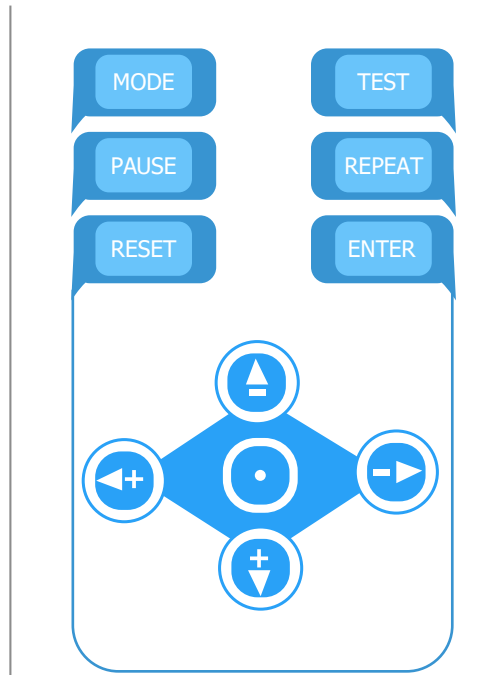 MODE
TEST
PAUSE
REPEAT
RESET
ENTER
-
+
-
+